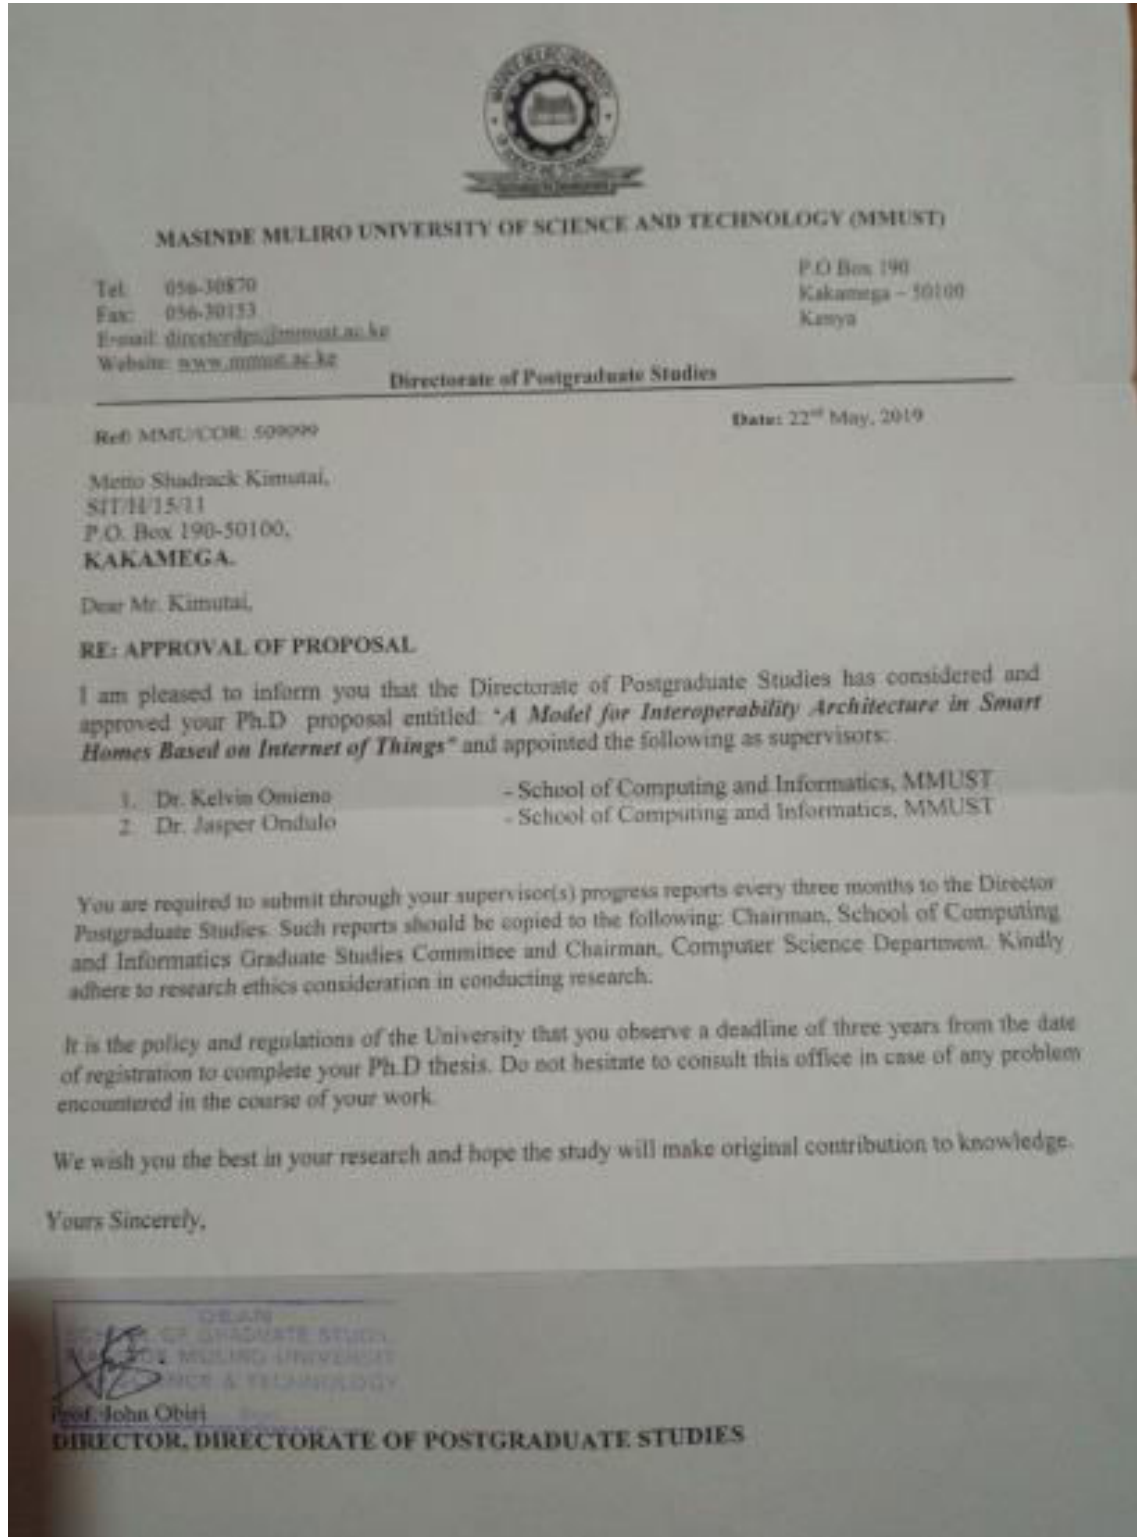 MASINDE MULIRO UNIVERSITY
OF SCIENCE AND TECHNOLOGY
MASINDE MULIRO UNIVERSITY OF SCIENCE AND TECHNOLOGY (MMUST)
Tel: 056-30870
Fax: 056-30153
E-mail: directordps@mmust.ac.ke
Website: www.mmust.ac.ke
P.O Box 190
Kakamega – 50100
Kenya
Directorate of Postgraduate Studies
Ref: MMU/COR: 509099
Date: 22nd May, 2019
Metto Shadrack Kimutai,
SIT/H/15/11
P.O. Box 190-50100,
KAKAMEGA.
Dear Mr. Kimutai,
RE: APPROVAL OF PROPOSAL
I am pleased to inform you that the Directorate of Postgraduate Studies has considered and
approved your Ph.D proposal entitled: "A Model for Interoperability Architecture in Smart
Homes Based on Internet of Things" and appointed the following as supervisors:
1. Dr. Kelvin Omieno - School of Computing and Informatics, MMUST
2. Dr. Jasper Ondulo - School of Computing and Informatics, MMUST
You are required to submit through your supervisor(s) progress reports every three months to the Director
Postgraduate Studies. Such reports should be copied to the following: Chairman, School of Computing
and Informatics Graduate Studies Committee and Chairman, Computer Science Department. Kindly
adhere to research ethics consideration in conducting research.
It is the policy and regulations of the University that you observe a deadline of three years from the date
of registration to complete your Ph.D thesis. Do not hesitate to consult this office in case of any problem
encountered in the course of your work.
We wish you the best in your research and hope the study will make original contribution to knowledge.
Yours Sincerely,
DEAN
SCHOOL OF GRADUATE STUDI
MULIRO UNIVERSIT
SCIENCE & TECHNOLOGY
Prof. John Obiri
DIRECTOR, DIRECTORATE OF POSTGRADUATE STUDIES